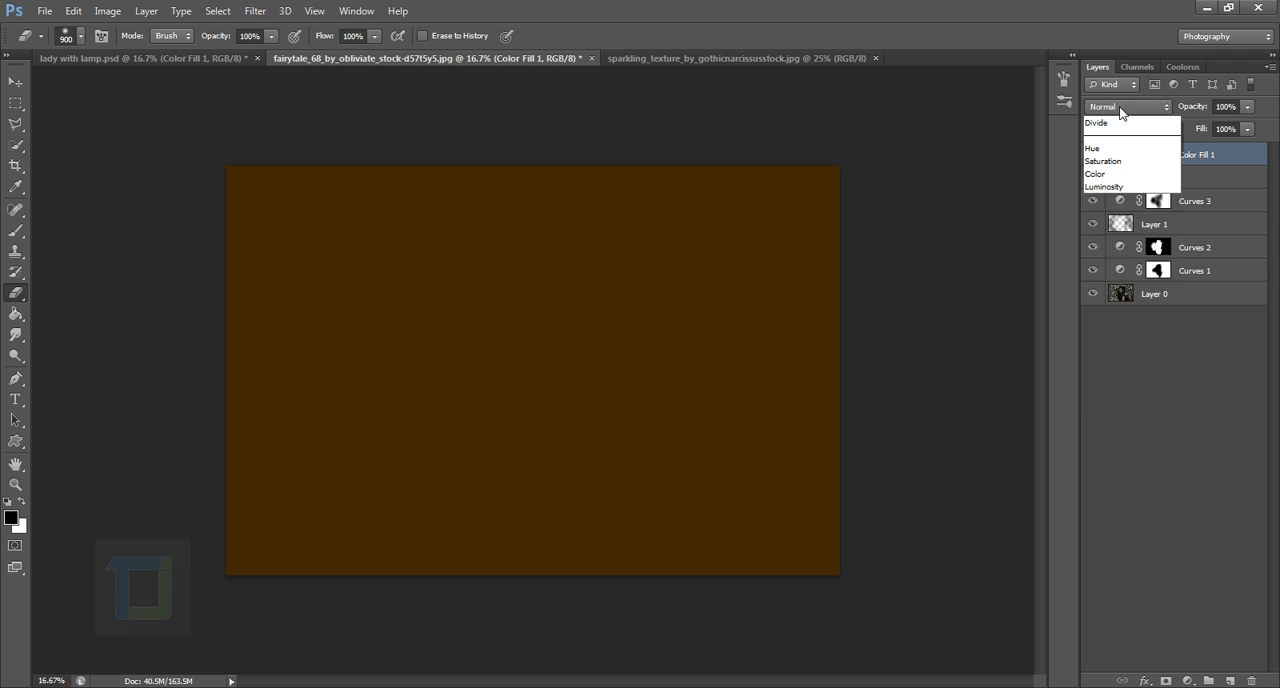 Ps File Edit Image Layer Type Select Filter 3D View Window Help
900 Mode: Brush Opacity: 100% Flow: 100% Erase to History Photography
lady with lamp.psd @ 16.7% (Color Fill 1, RGB/8) * × fairytale_68_by_obliviate_stock-d57t5y5.jpg @ 16.7% (Color Fill 1, RGB/8) * × sparkling_texture_by_gothicnarcissusstock.jpg @ 25% (RGB/8) ×
Layers Channels Coolorus
Kind
Normal Opacity: 100%
Divide
Fill: 100%
Hue
Color Fill 1
Saturation
Color
Luminosity
Curves 3
Layer 1
Curves 2
Curves 1
Layer 0
16.67% Doc: 40.5M/163.5M